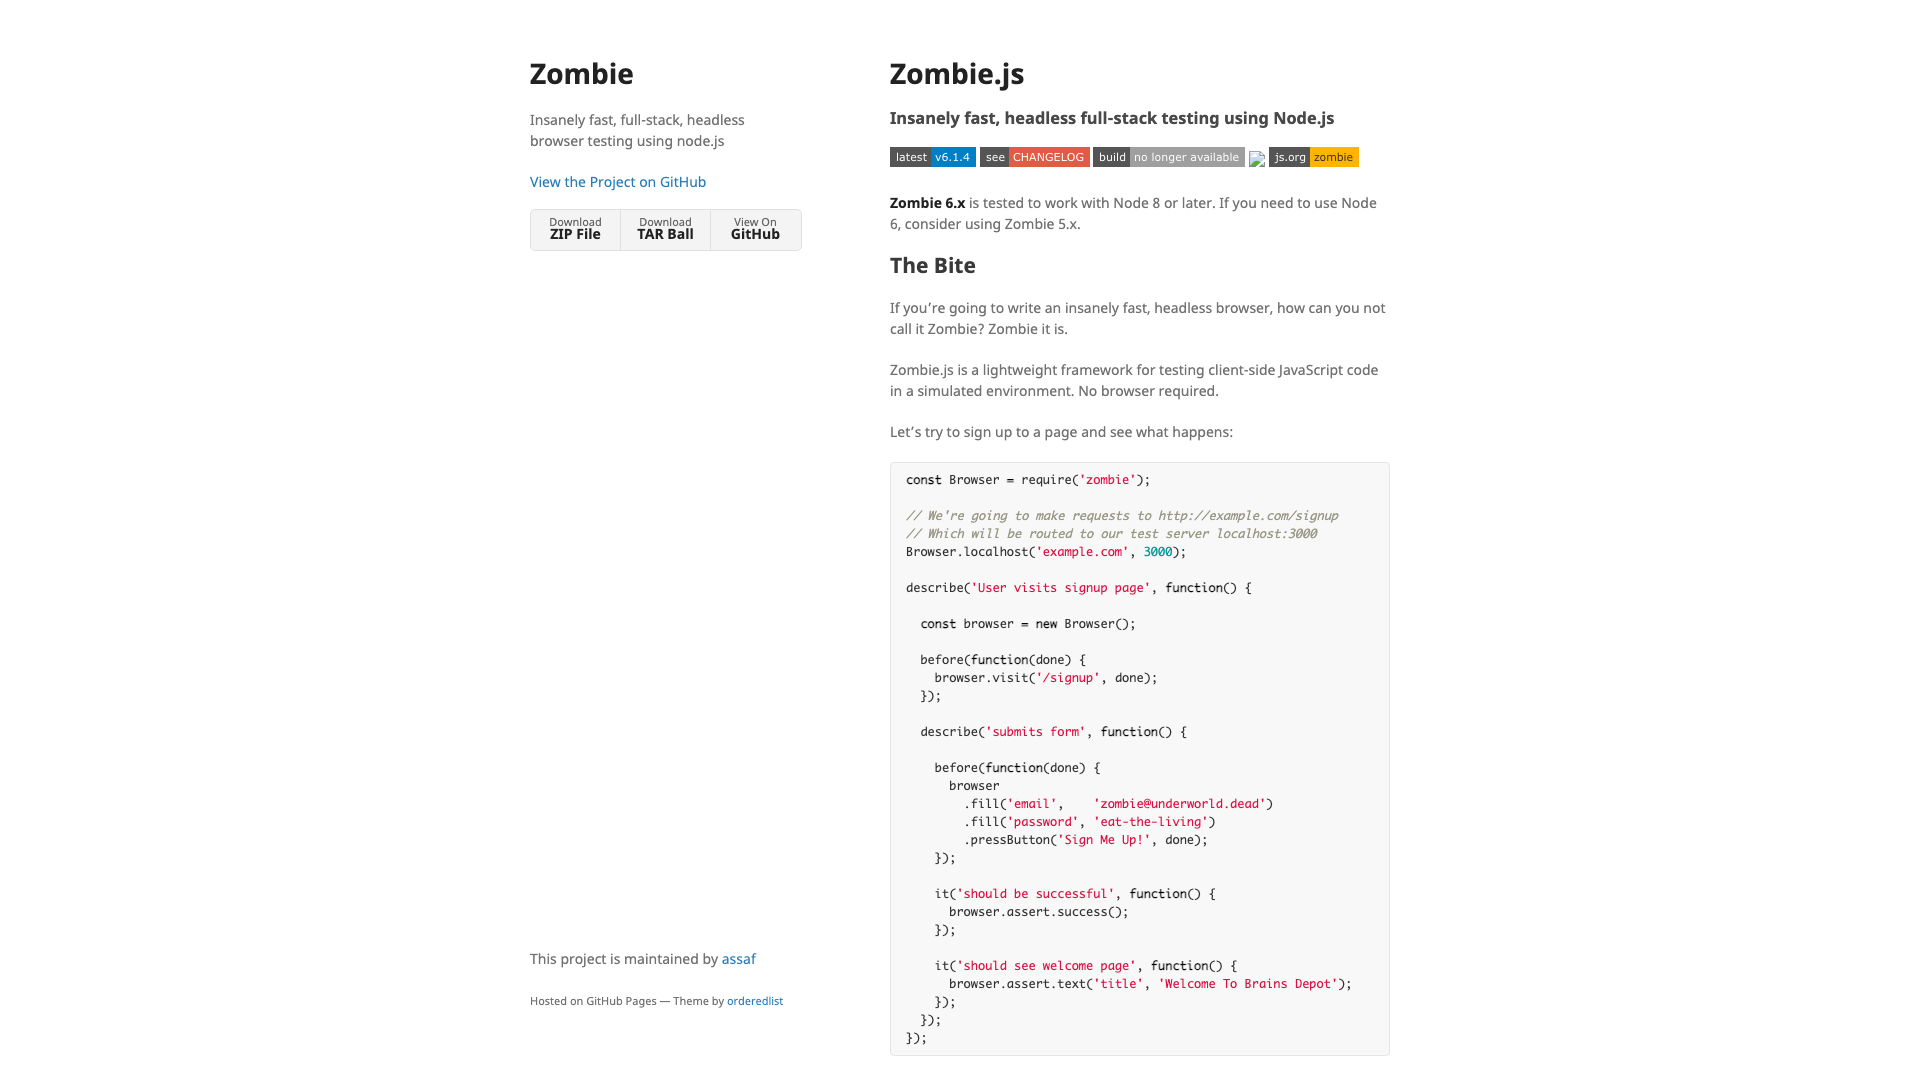 Zombie
Insanely fast, full-stack, headless
browser testing using node.js
View the Project on GitHub
Download
ZIP File
Download
TAR Ball
View On
GitHub
This project is maintained by assaf
Hosted on GitHub Pages — Theme by orderedlist
Zombie.js
Insanely fast, headless full-stack testing using Node.js
latest v6.1.4 see CHANGELOG build no longer available js.org zombie
Zombie 6.x is tested to work with Node 8 or later. If you need to use Node
6, consider using Zombie 5.x.
The Bite
If you’re going to write an insanely fast, headless browser, how can you not
call it Zombie? Zombie it is.
Zombie.js is a lightweight framework for testing client-side JavaScript code
in a simulated environment. No browser required.
Let’s try to sign up to a page and see what happens:
const Browser = require('zombie');
// We're going to make requests to http://example.com/signup
// Which will be routed to our test server localhost:3000
Browser.localhost('example.com', 3000);
describe('User visits signup page', function() {
  const browser = new Browser();
  before(function(done) {
    browser.visit('/signup', done);
  });
  describe('submits form', function() {
    before(function(done) {
      browser
        .fill('email',    'zombie@underworld.dead')
        .fill('password', 'eat-the-living')
        .pressButton('Sign Me Up!', done);
    });
    it('should be successful', function() {
      browser.assert.success();
    });
    it('should see welcome page', function() {
      browser.assert.text('title', 'Welcome To Brains Depot');
    });
  });
});